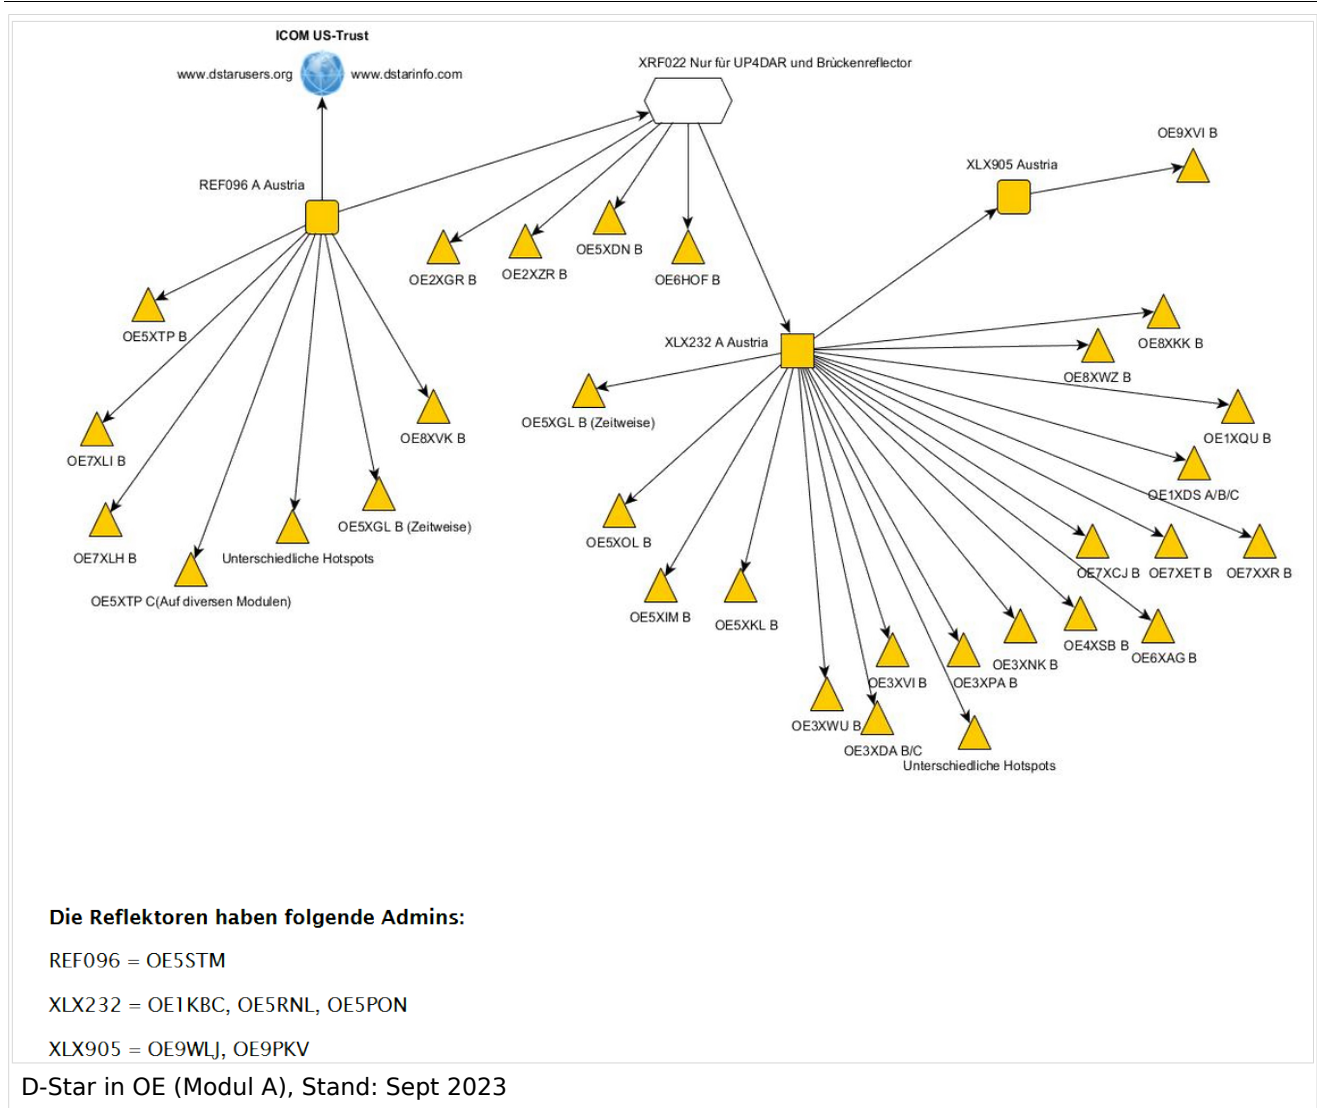 ICOM US-Trust
www.dstarusers.org www.dstarinfo.com
XRF022 Nur für UP4DAR und Brückenreflector
OE9XVI B
XLX905 Austria
REF096 A Austria
OE5XDN B
OE2XZR B
OE2XGR B
OE6HOF B
OE5XTP B
XLX232 A Austria
OE8XKK B
OE8XWZ B
OE5XGL B (Zeitweise)
OE8XVK B
OE1XQU B
OE7XLI B
OE1XDS A/B/C
OE5XGL B (Zeitweise)
OE5XOL B
OE7XLH B
Unterschiedliche Hotspots
OE7XCJ B
OE7XET B
OE7XXR B
OE5XTP C(Auf diversen Modulen)
OE5XIM B
OE5XKL B
OE4XSB B
OE6XAG B
OE3XNK B
OE3XVI B
OE3XPA B
OE3XWU B
OE3XDA B/C
Unterschiedliche Hotspots
Die Reflektoren haben folgende Admins:
REF096 = OE5STM
XLX232 = OE1KBC, OE5RNL, OE5PON
XLX905 = OE9WLJ, OE9PKV
D-Star in OE (Modul A), Stand: Sept 2023